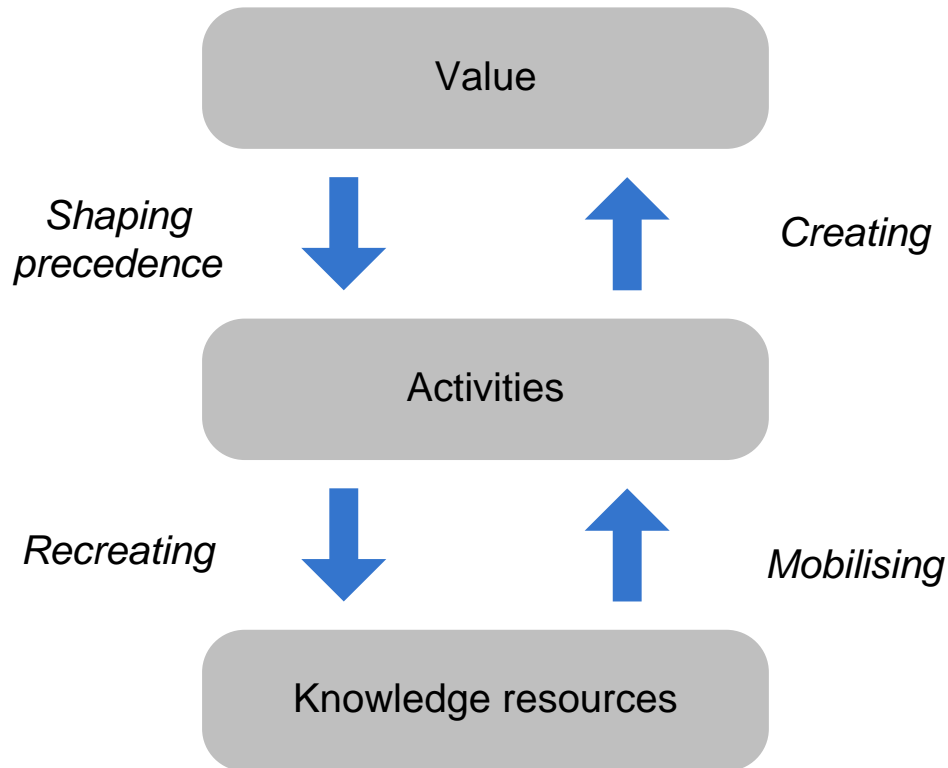 Value
Shaping
precedence
Creating
Activities
Recreating
Mobilising
Knowledge resources